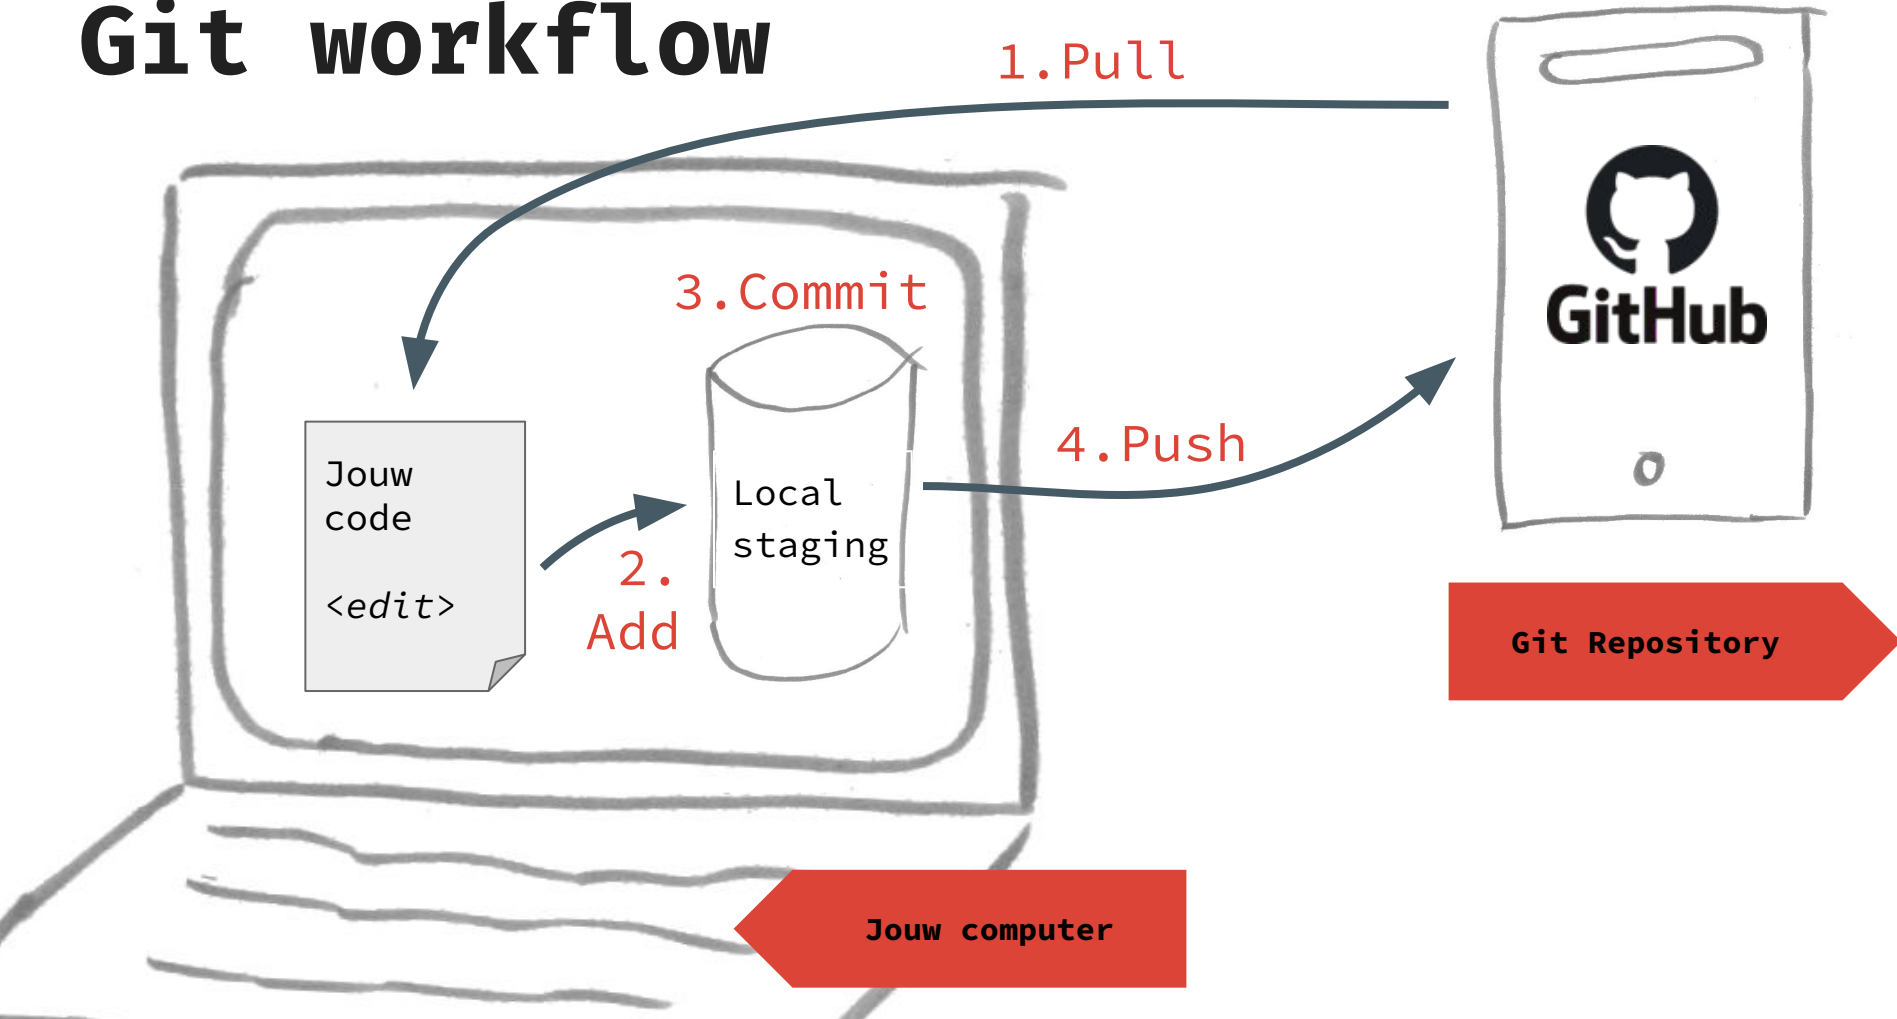 Git workflow
1.Pull
GitHub
3.Commit
Jouw
code
<edit>
2.
Add
Local
staging
4.Push
Git Repository
Jouw computer